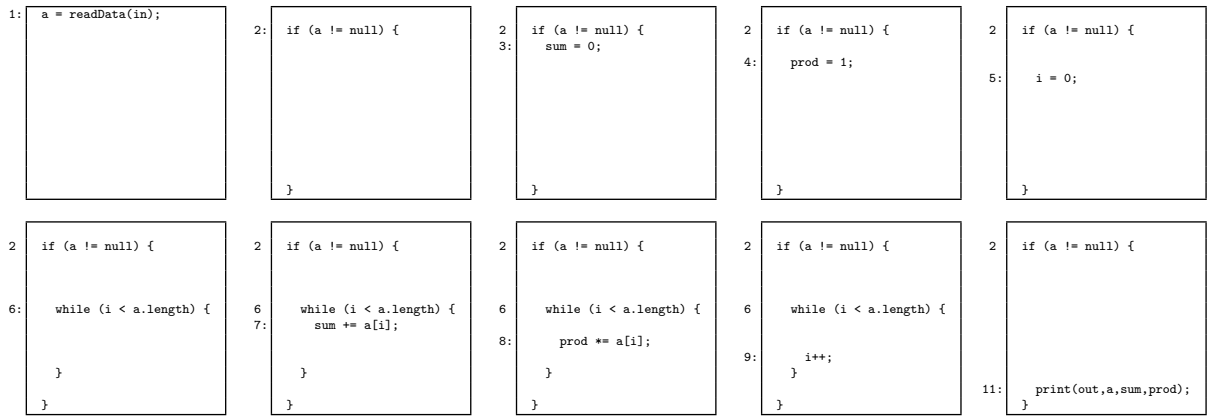 1: a = readData(in);
2: if (a != null) {
}
2 if (a != null) {
3: sum = 0;
}
2 if (a != null) {
4: prod = 1;
}
2 if (a != null) {
5: i = 0;
}
2 if (a != null) {
6: while (i < a.length) {
}
}
2 if (a != null) {
6 while (i < a.length) {
7: sum += a[i];
}
}
2 if (a != null) {
6 while (i < a.length) {
8: prod *= a[i];
}
}
2 if (a != null) {
6 while (i < a.length) {
9: i++;
}
}
2 if (a != null) {
11: print(out,a,sum,prod);
}